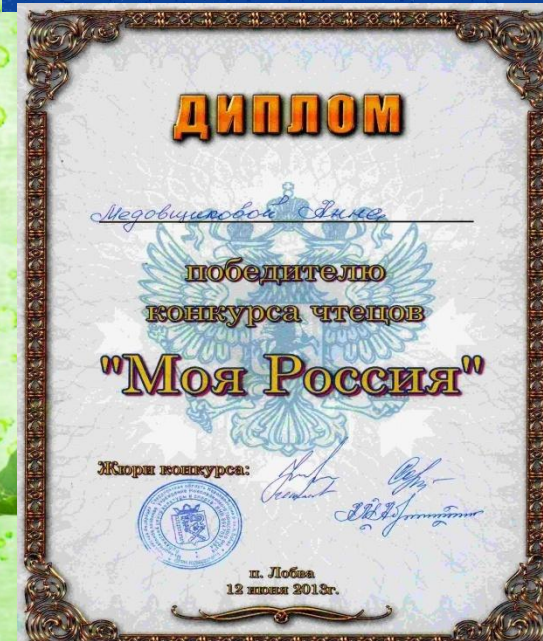 ДИПЛОМ
Медовщиковой Анне
победителю
конкурса чтецов
"Моя Россия"
Жюри конкурса:
п. Лобва
12 июня 2013г.